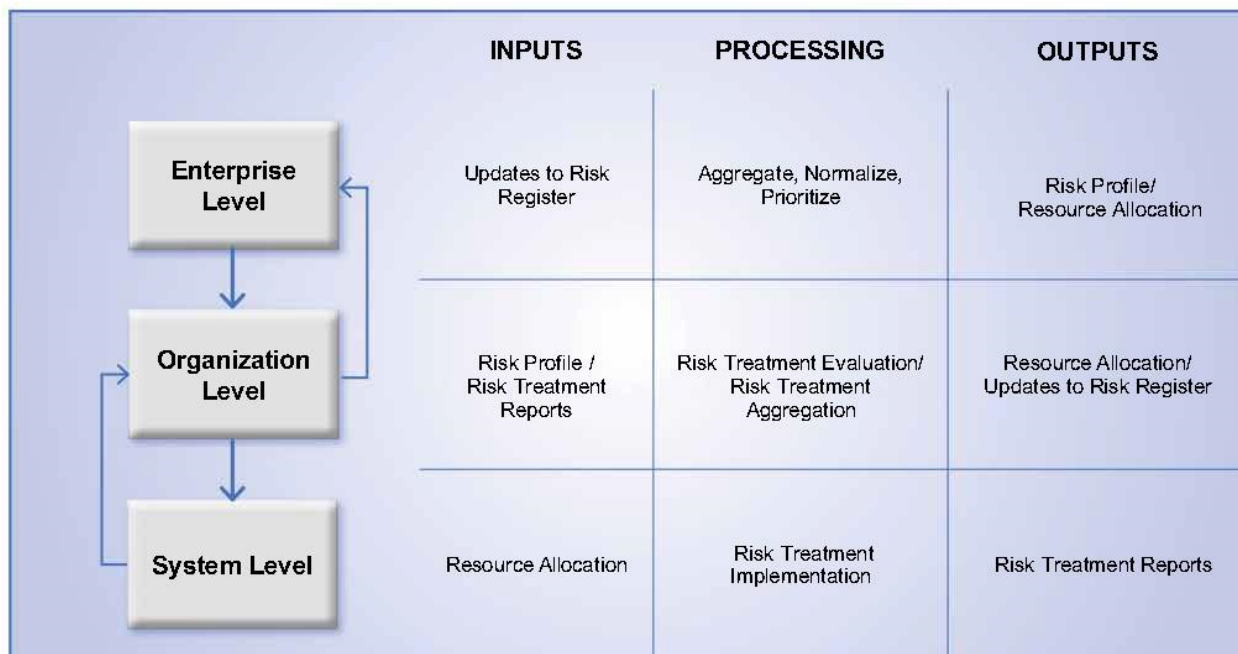 INPUTS
PROCESSING
OUTPUTS
Enterprise
Level
Updates to Risk
Register
Aggregate, Normalize,
Prioritize
Risk Profile/
Resource Allocation
Organization
Level
Risk Profile /
Risk Treatment
Reports
Risk Treatment Evaluation/
Risk Treatment
Aggregation
Resource Allocation/
Updates to Risk Register
System Level
Resource Allocation
Risk Treatment
Implementation
Risk Treatment Reports